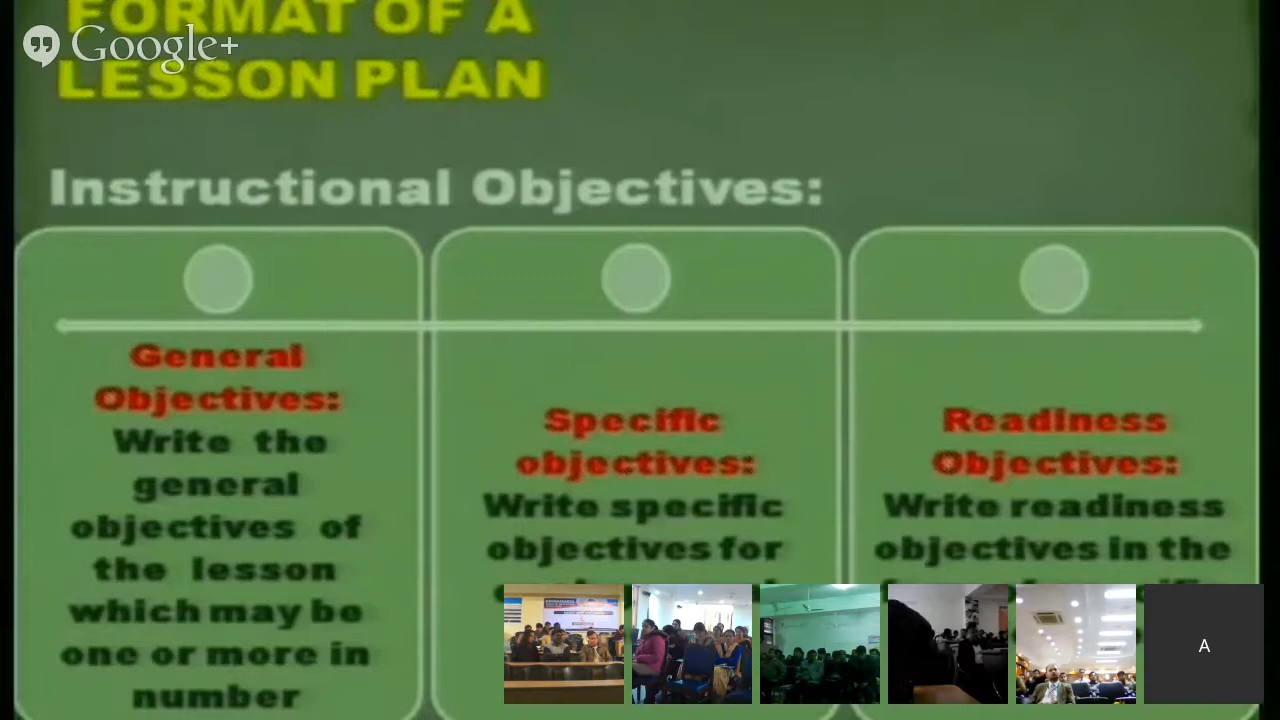 FORMAT OF A
Google+
LESSON PLAN
Instructional Objectives:
General
Objectives:
Write the
general
objectives of
the lesson
which may be
one or more in
number
Specific
objectives:
Write specific
objectives for
Readiness
Objectives:
Write readiness
objectives in the
A